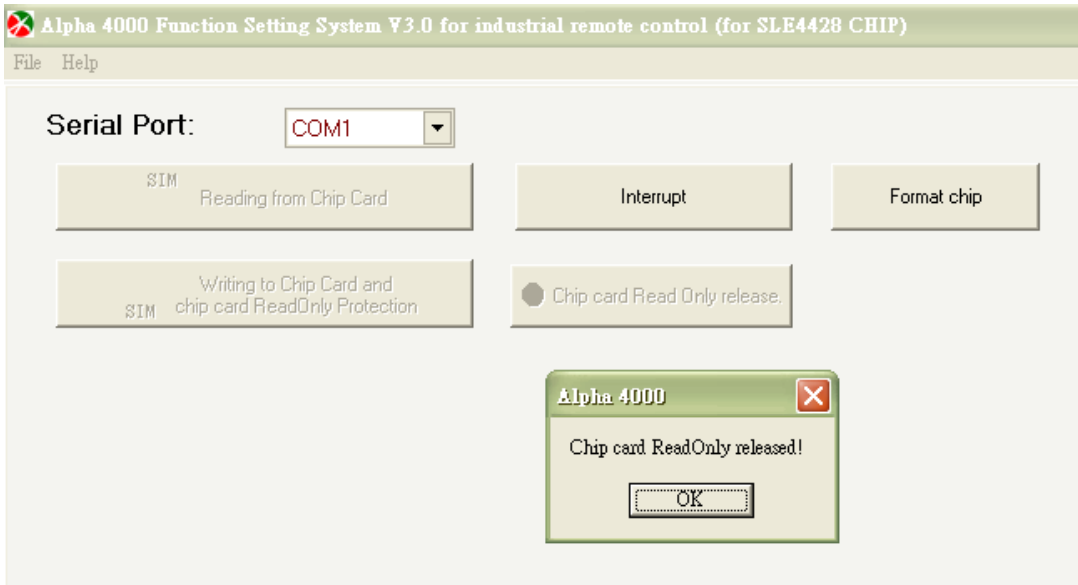 Alpha 4000 Function Setting System V3.0 for industrial remote control (for SLE4428 CHIP)
File Help
Serial Port: COM1
SIM
Reading from Chip Card
Interrupt
Format chip
Writing to Chip Card and
SIM chip card ReadOnly Protection
Chip card Read Only release.
Alpha 4000
Chip card ReadOnly released!
OK